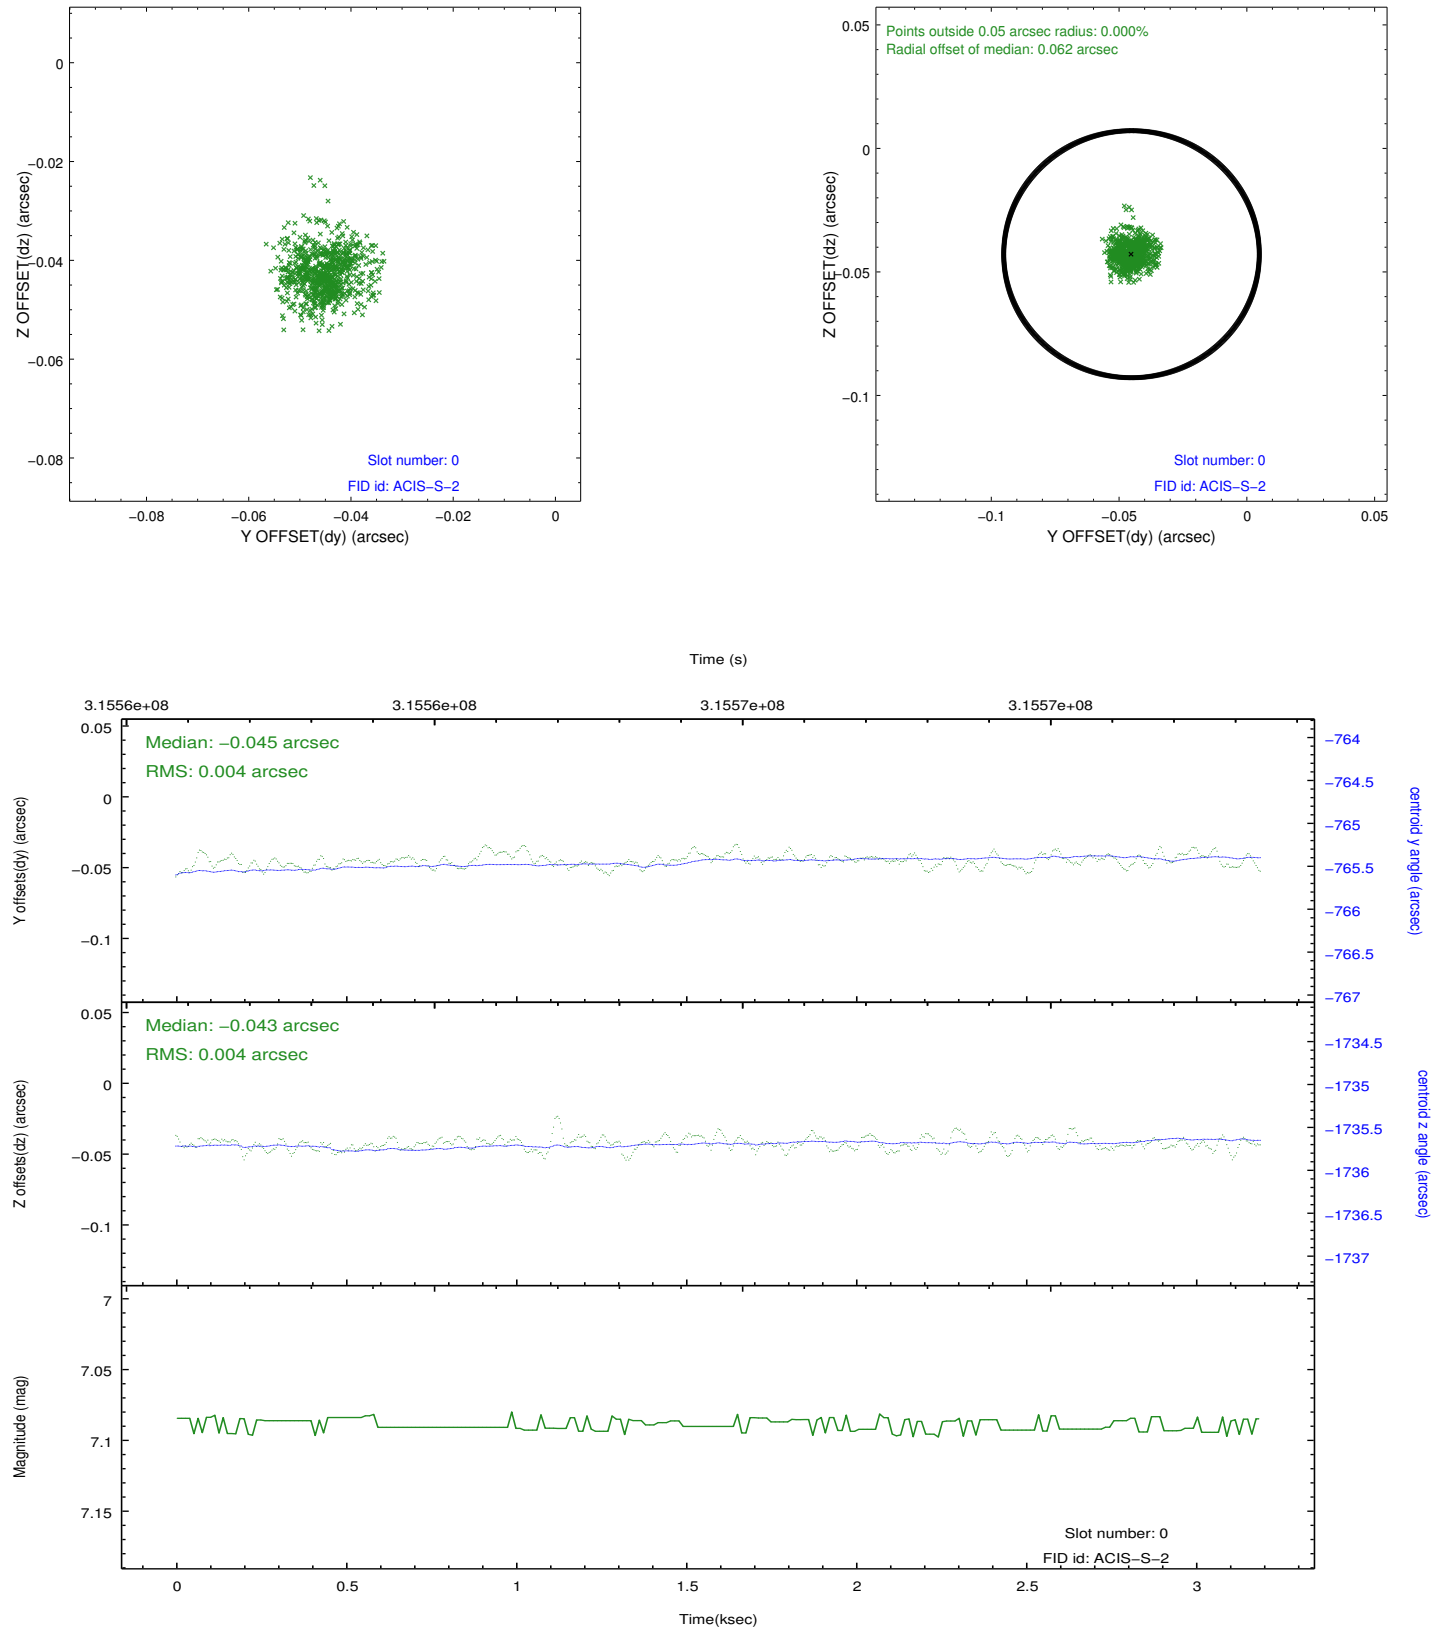 0
−0.02
−0.04
−0.06
−0.08
Z OFFSET(dz) (arcsec)
Slot number: 0
FID id: ACIS−S−2
−0.08
−0.06
−0.04
−0.02
0
Y OFFSET(dy) (arcsec)
0.05
0
−0.05
−0.1
Z OFFSET(dz) (arcsec)
Points outside 0.05 arcsec radius: 0.000%
Radial offset of median: 0.062 arcsec
Slot number: 0
FID id: ACIS−S−2
−0.1
−0.05
0
0.05
Y OFFSET(dy) (arcsec)
Time (s)
3.1556e+08
3.1556e+08
3.1557e+08
3.1557e+08
0.05
0
−0.05
−0.1
Y offsets(dy) (arcsec)
Median: −0.045 arcsec
RMS: 0.004 arcsec
−764
−764.5
−765
−765.5
−766
−766.5
−767
centroid y angle (arcsec)
0.05
0
−0.05
−0.1
Z offsets(dz) (arcsec)
Median: −0.043 arcsec
RMS: 0.004 arcsec
−1734.5
−1735
−1735.5
−1736
−1736.5
−1737
centroid z angle (arcsec)
7
7.05
7.1
7.15
Magnitude (mag)
Slot number: 0
FID id: ACIS−S−2
0
0.5
1
1.5
2
2.5
3
Time(ksec)